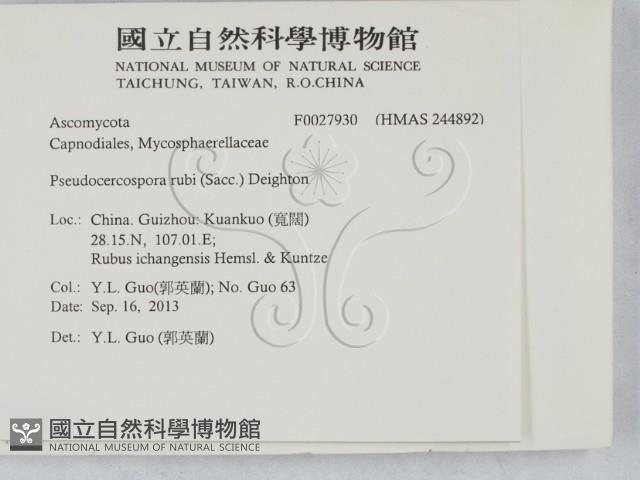 國立自然科學博物館
NATIONAL MUSEUM OF NATURAL SCIENCE
TAICHUNG, TAIWAN, R.O.CHINA
Ascomycota F0027930 (HMAS 244892)
Capnodiales, Mycosphaerellaceae
Pseudocercospora rubi (Sacc.) Deighton
Loc.: China. Guizhou: Kuankuo (寬闊)
28.15.N, 107.01.E;
Rubus ichangensis Hemsl. & Kuntze
Col.: Y.L. Guo(郭英蘭); No. Guo 63
Date: Sep. 16, 2013
Det.: Y.L. Guo (郭英蘭)
國立自然科學博物館
NATIONAL MUSEUM OF NATURAL SCIENCE